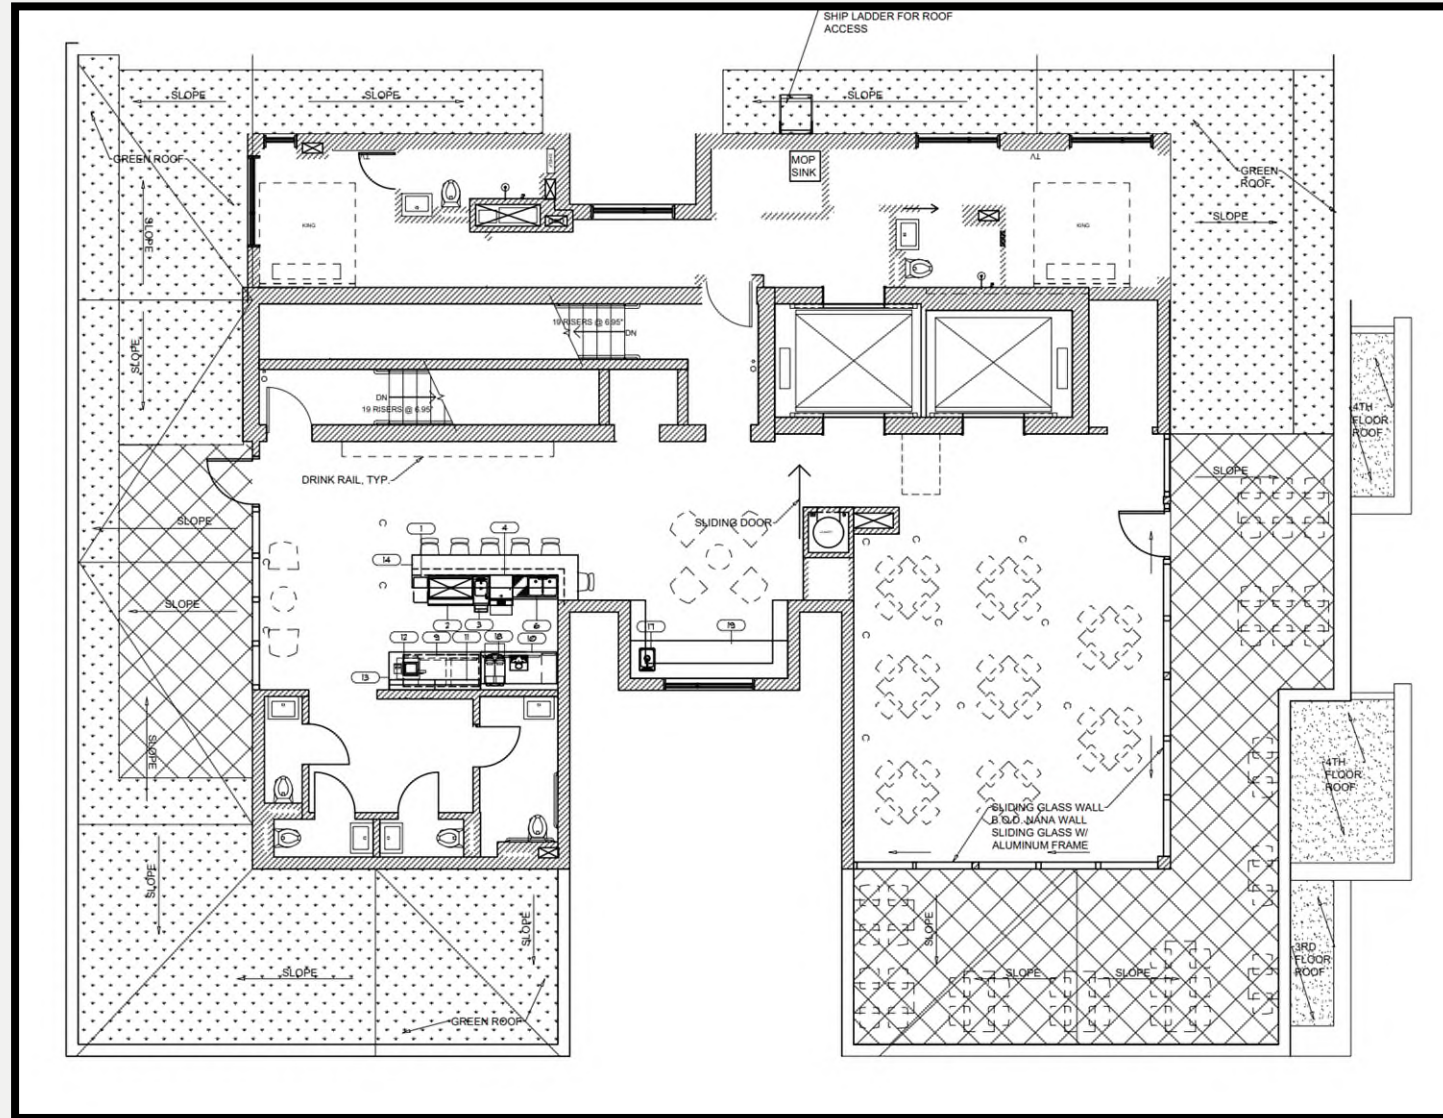 SHIP LADDER FOR ROOF
ACCESS
SLOPE
SLOPE
SLOPE
GREEN ROOF
TV
MOP
SINK
TV
GREEN
ROOF
SLOPE
SLOPE
KING
KING
19 RISERS @ 6.95"
DN
SLOPE
DN
19 RISERS @ 6.95"
4TH
FLOOR
ROOF
DRINK RAIL, TYP.
SLOPE
SLOPE
SLIDING DOOR
1
4
14
SLOPE
2
3
6
17
19
12
9
11
18
10
13
SLOPE
4TH
FLOOR
ROOF
SLIDING GLASS WALL
B.O.D. NANA WALL
SLIDING GLASS W/
ALUMINUM FRAME
SLOPE
SLOPE
SLOPE
SLOPE
SLOPE
SLOPE
3RD
FLOOR
ROOF
GREEN ROOF